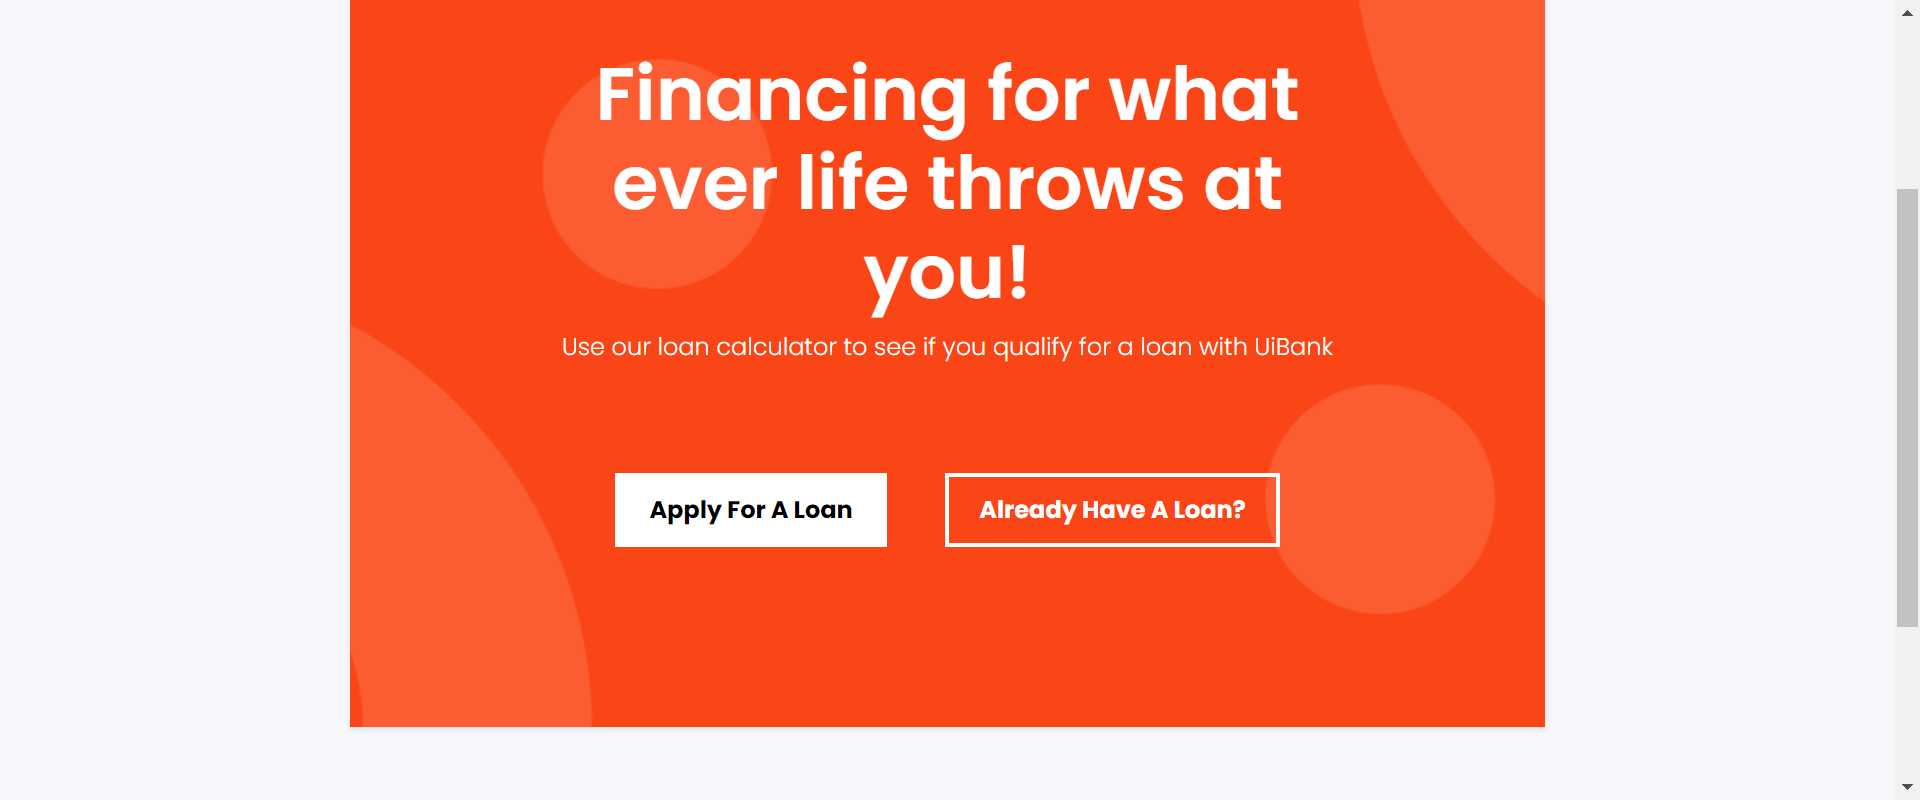 Financing for what
ever life throws at
you!
Use our loan calculator to see if you qualify for a loan with UiBank
Apply For A Loan
Already Have A Loan?